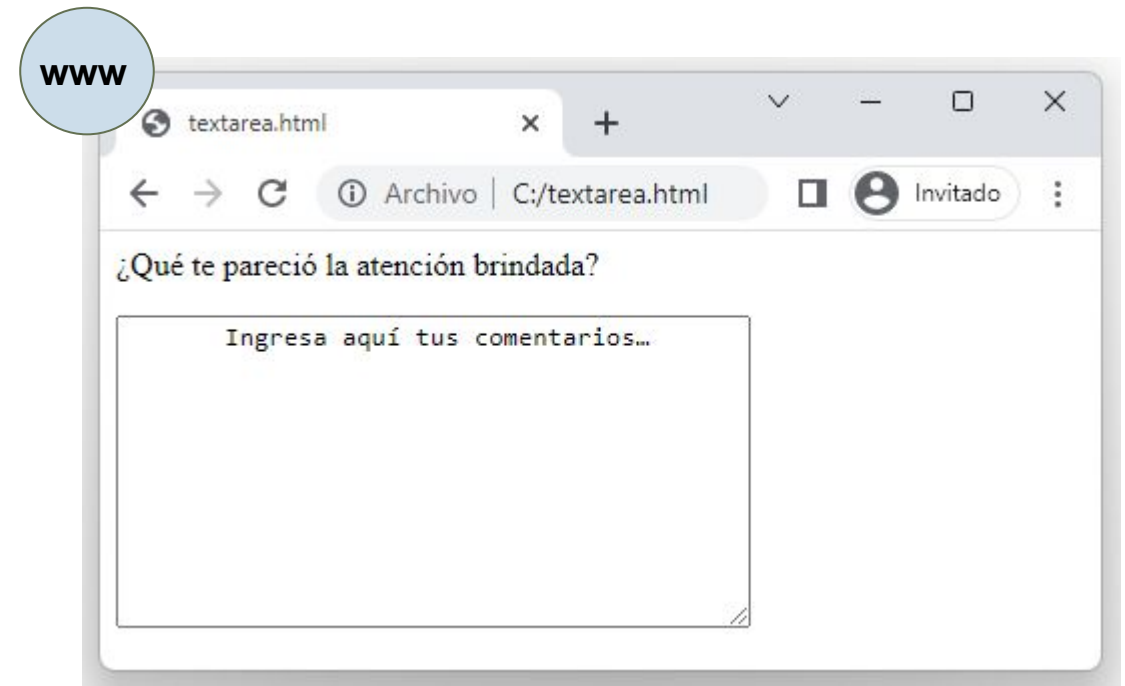 www
textarea.html
Archivo | C:/textarea.html
Invitado
¿Qué te pareció la atención brindada?
Ingresa aquí tus comentarios…